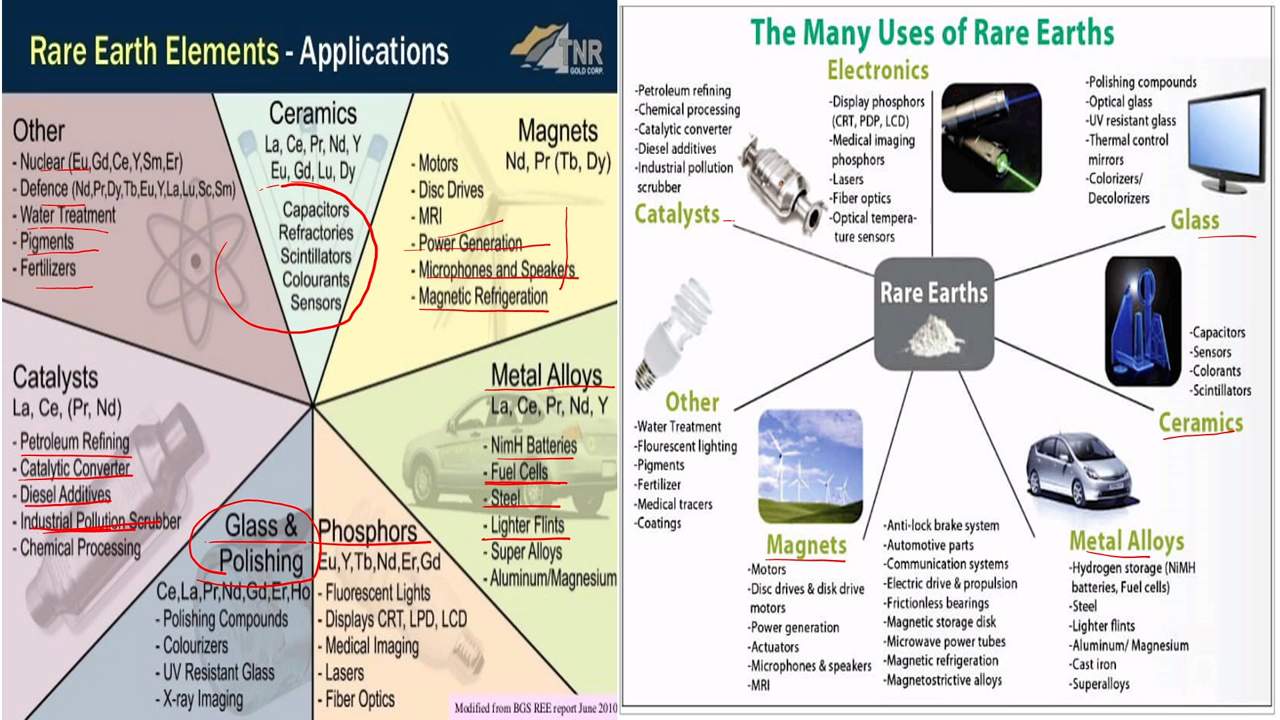 Rare Earth Elements - Applications
TNR
GOLD CORP.
Other
- Nuclear (Eu,Gd,Ce,Y,Sm,Er)
- Defence (Nd,Pr,Dy,Tb,Eu,Y,La,Lu,Sc,Sm)
- Water Treatment
- Pigments
- Fertilizers
Ceramics
La, Ce, Pr, Nd, Y
Eu, Gd, Lu, Dy
Capacitors
Refractories
Scintillators
Colourants
Sensors
Magnets
Nd, Pr (Tb, Dy)
- Motors
- Disc Drives
- MRI
- Power Generation
- Microphones and Speakers
- Magnetic Refrigeration
Catalysts
La, Ce, (Pr, Nd)
- Petroleum Refining
- Catalytic Converter
- Diesel Additives
- Industrial Pollution Scrubber
- Chemical Processing
Glass &
Polishing
Ce,La,Pr,Nd,Gd,Er,Ho
- Polishing Compounds
- Colourizers
- UV Resistant Glass
- X-ray Imaging
Phosphors
Eu,Y,Tb,Nd,Er,Gd
- Fluorescent Lights
- Displays CRT, LPD, LCD
- Medical Imaging
- Lasers
- Fiber Optics
Metal Alloys
La, Ce, Pr, Nd, Y
- NimH Batteries
- Fuel Cells
- Steel
- Lighter Flints
- Super Alloys
- Aluminum/Magnesium
Modified from BGS REE report June 2010
The Many Uses of Rare Earths
-Petroleum refining
-Chemical processing
-Catalytic converter
-Diesel additives
-Industrial pollution
scrubber
Catalysts
Electronics
-Display phosphors
(CRT, PDP, LCD)
-Medical imaging
phosphors
-Lasers
-Fiber optics
-Optical tempera-
ture sensors
-Polishing compounds
-Optical glass
-UV resistant glass
-Thermal control
mirrors
-Colorizers/
Decolorizers
Glass
Rare Earths
-Capacitors
-Sensors
-Colorants
-Scintillators
Ceramics
Other
-Water Treatment
-Flourescent lighting
-Pigments
-Fertilizer
-Medical tracers
-Coatings
Magnets
-Motors
-Disc drives & disk drive
motors
-Power generation
-Actuators
-Microphones & speakers
-MRI
-Anti-lock brake system
-Automotive parts
-Communication systems
-Electric drive & propulsion
-Frictionless bearings
-Magnetic storage disk
-Microwave power tubes
-Magnetic refrigeration
-Magnetostrictive alloys
Metal Alloys
-Hydrogen storage (NiMH
batteries, Fuel cells)
-Steel
-Lighter flints
-Aluminum/ Magnesium
-Cast iron
-Superalloys